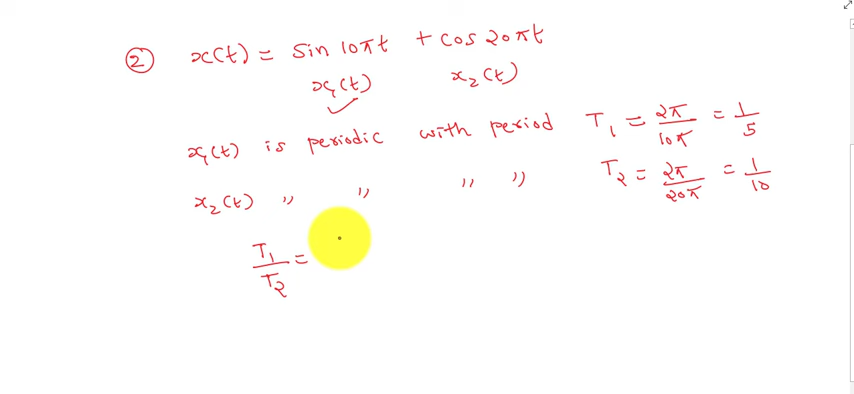 ② x(t) = sin 10πt + cos 20πt
x₁(t) x₂(t)
x₁(t) is periodic with period T₁ = 2π/10π = 1/5
x₂(t) " " " " T₂ = 2π/20π = 1/10
T₁/T₂ =